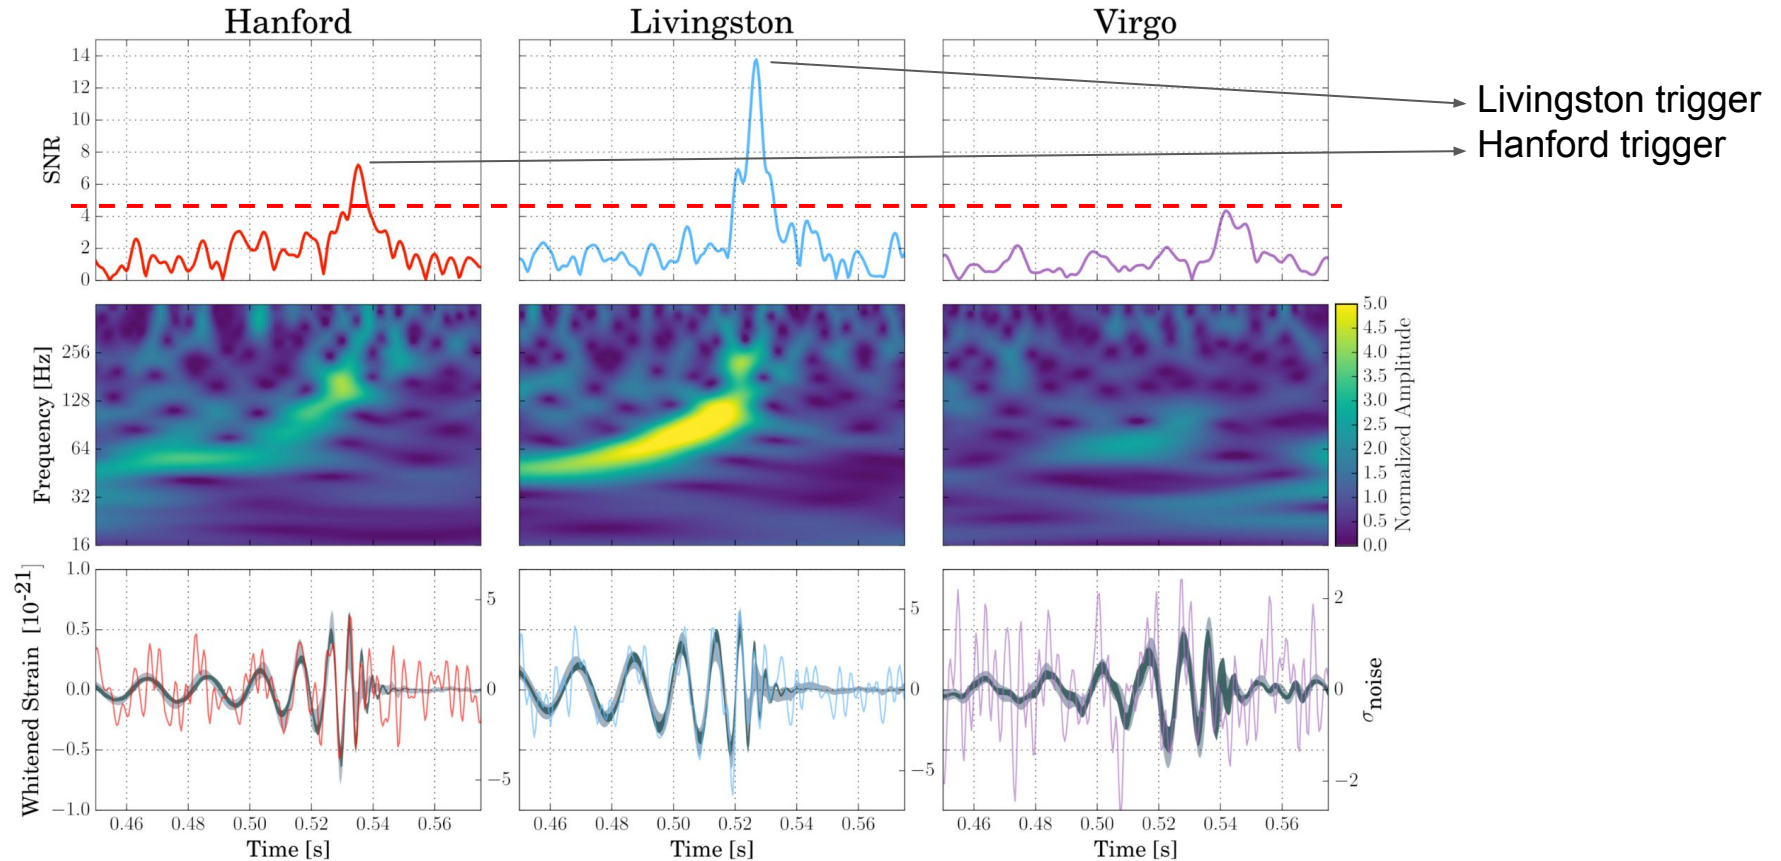 Hanford
Livingston
Virgo
SNR
14
12
10
8
6
4
2
0
Livingston trigger
Hanford trigger
Frequency [Hz]
256
128
64
32
16
5.0
4.5
4.0
3.5
3.0
2.5
2.0
1.5
1.0
0.5
0.0
Normalized Amplitude
Whitened Strain [10-21]
1.0
0.5
0.0
−0.5
−1.0
5
0
−5
5
0
−5
2
0
−2
σnoise
0.46 0.48 0.50 0.52 0.54 0.56
0.46 0.48 0.50 0.52 0.54 0.56
0.46 0.48 0.50 0.52 0.54 0.56
Time [s]
Time [s]
Time [s]